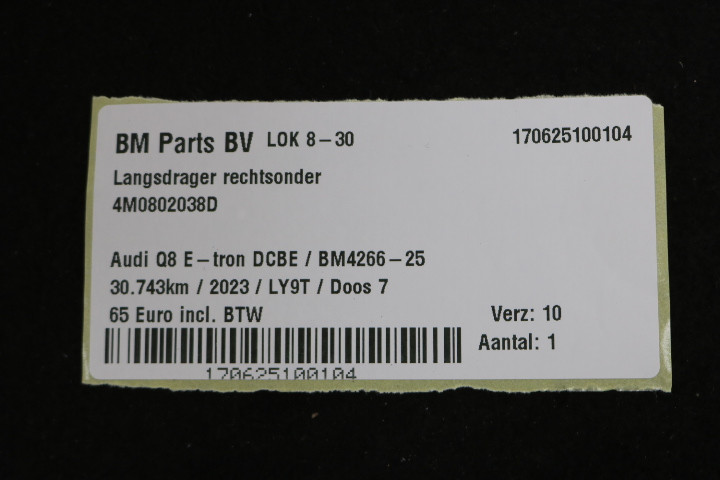 BM Parts BV LOK 8-30 170625100104
Langsdrager rechtsonder
4M0802038D
Audi Q8 E-tron DCBE / BM4266-25
30.743km / 2023 / LY9T / Doos 7
65 Euro incl. BTW Verz: 10
Aantal: 1
170625100104